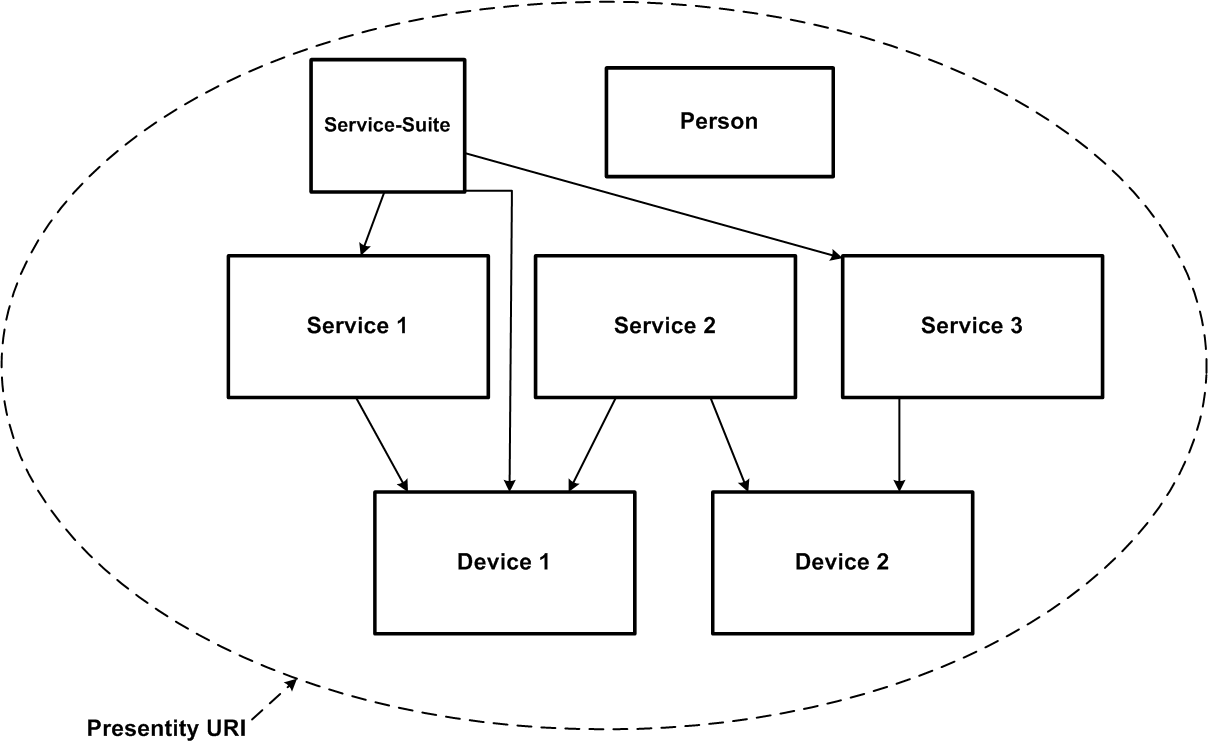 Service-Suite
Person
Service 1
Service 2
Service 3
Device 1
Device 2
Presentity URI